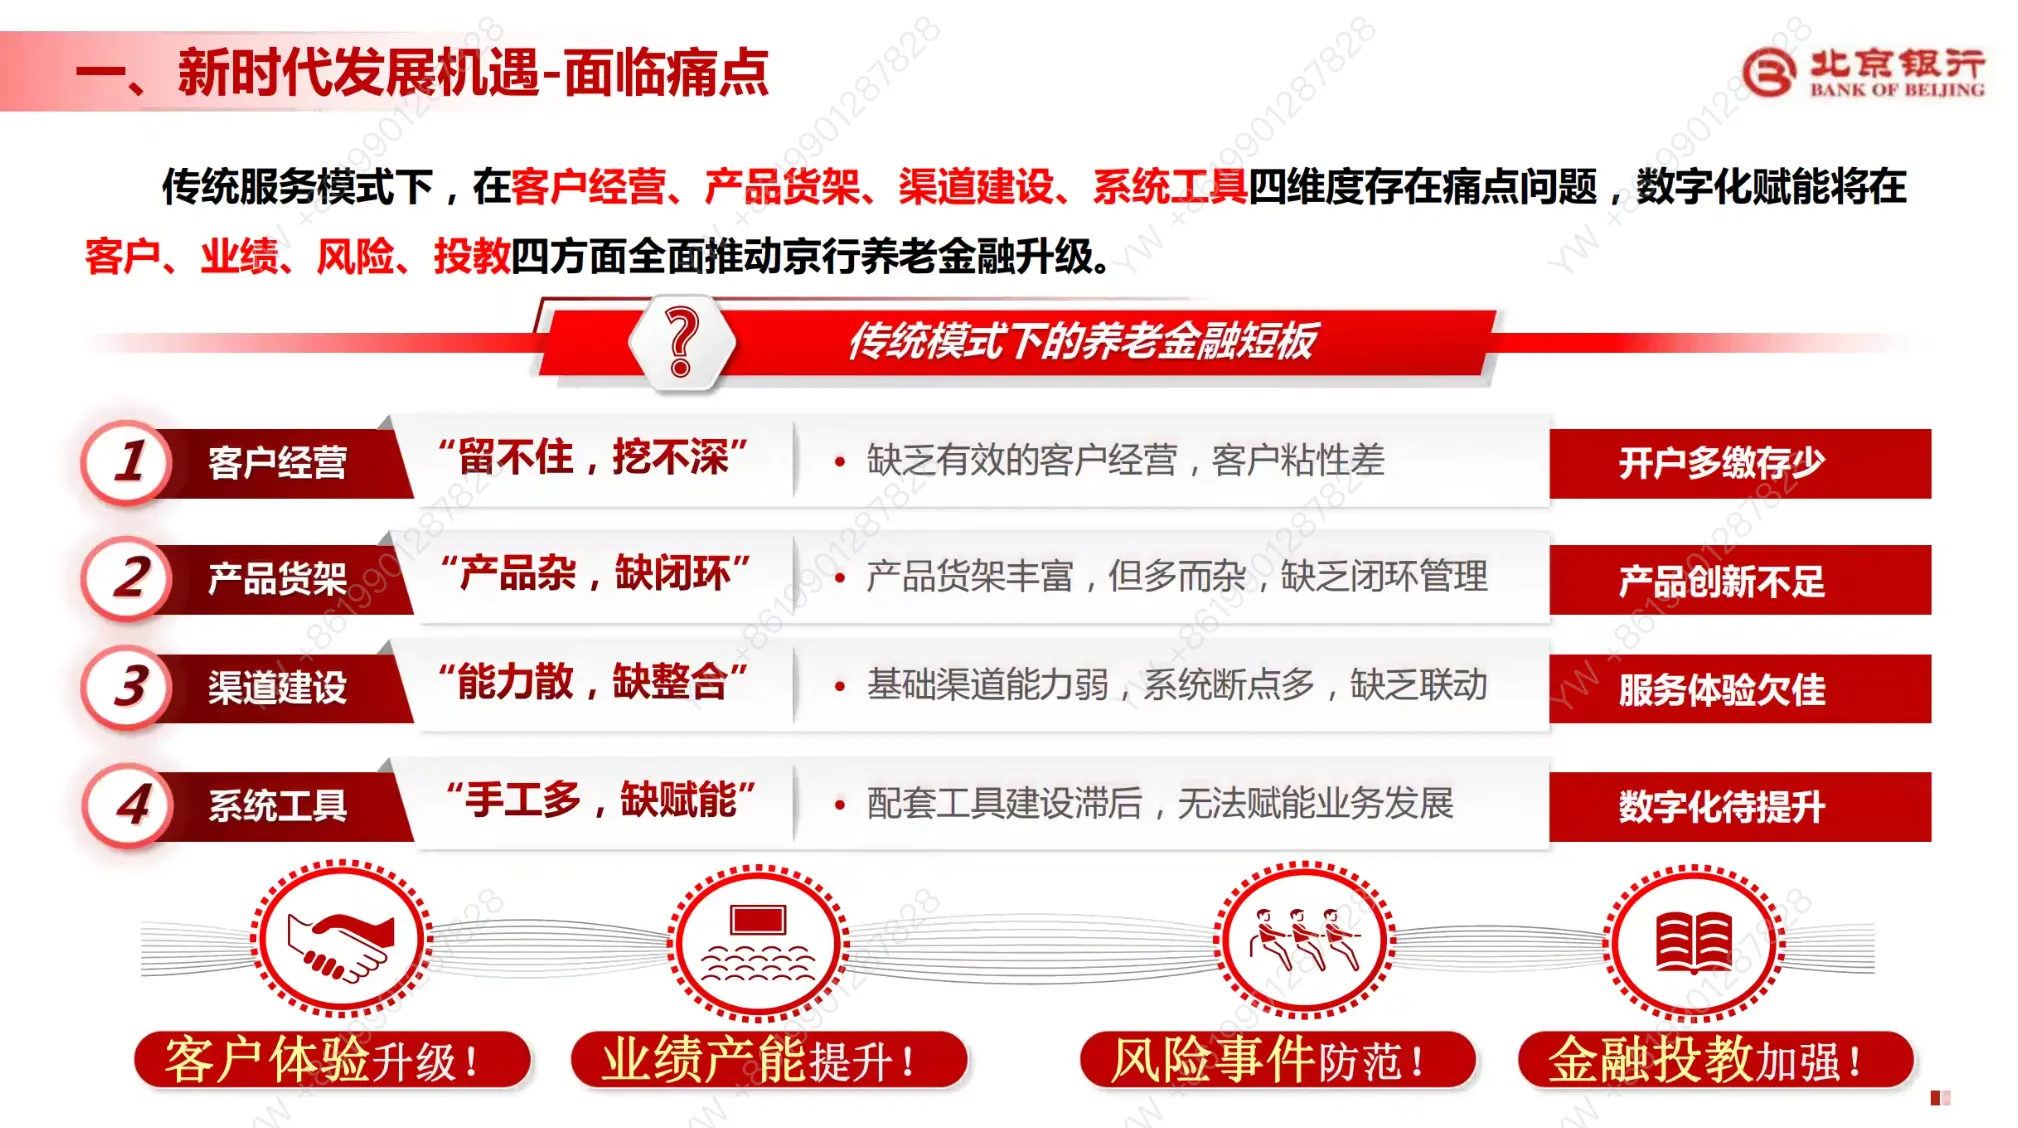 一、新时代发展机遇-面临痛点
北京银行
BANK OF BEIJING
传统服务模式下，在客户经营、产品货架、渠道建设、系统工具四维度存在痛点问题，数字化赋能将在
客户、业绩、风险、投教四方面全面推动京行养老金融升级。
?
传统模式下的养老金融短板
1 客户经营 “留不住，挖不深” • 缺乏有效的客户经营，客户粘性差 开户多缴存少
2 产品货架 “产品杂，缺闭环” • 产品货架丰富，但多而杂，缺乏闭环管理 产品创新不足
3 渠道建设 “能力散，缺整合” • 基础渠道能力弱，系统断点多，缺乏联动 服务体验欠佳
4 系统工具 “手工多，缺赋能” • 配套工具建设滞后，无法赋能业务发展 数字化待提升
客户体验升级！ 业绩产能提升！ 风险事件防范！ 金融投教加强！
YW +8619901287828